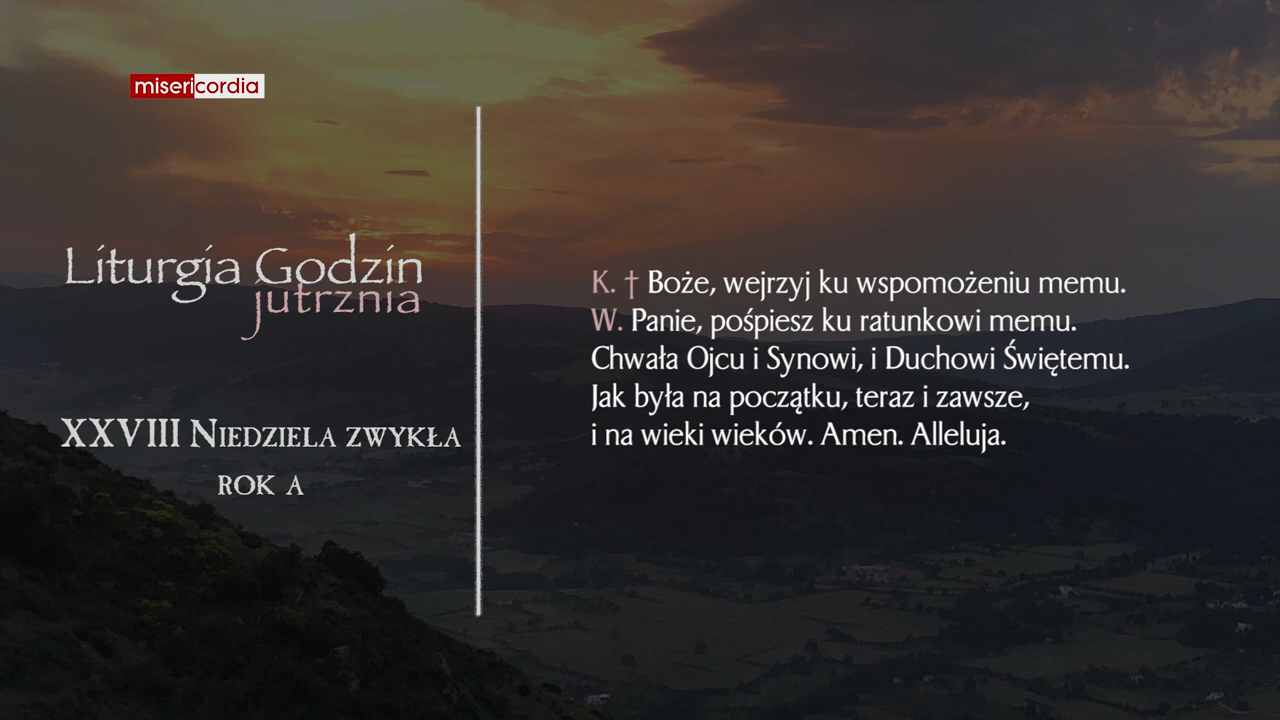 misericordia
Liturgia Godzin
jutrznia
XXVIII Niedziela zwykła
rok a
K. † Boże, wejrzyj ku wspomożeniu memu.
W. Panie, pośpiesz ku ratunkowi memu.
Chwała Ojcu i Synowi, i Duchowi Świętemu.
Jak była na początku, teraz i zawsze,
i na wieki wieków. Amen. Alleluja.